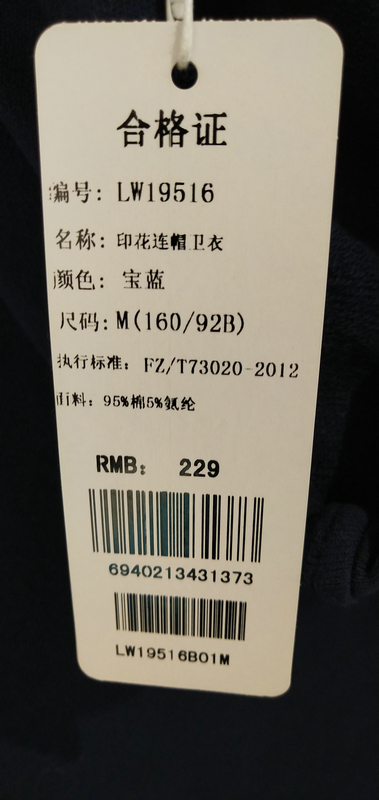 合格证
编号: LW19516
名称: 印花连帽卫衣
颜色: 宝蓝
尺码: M(160/92B)
执行标准: FZ/T73020-2012
面料: 95%棉5%氨纶
RMB: 229
6940213431373
LW19516B01M